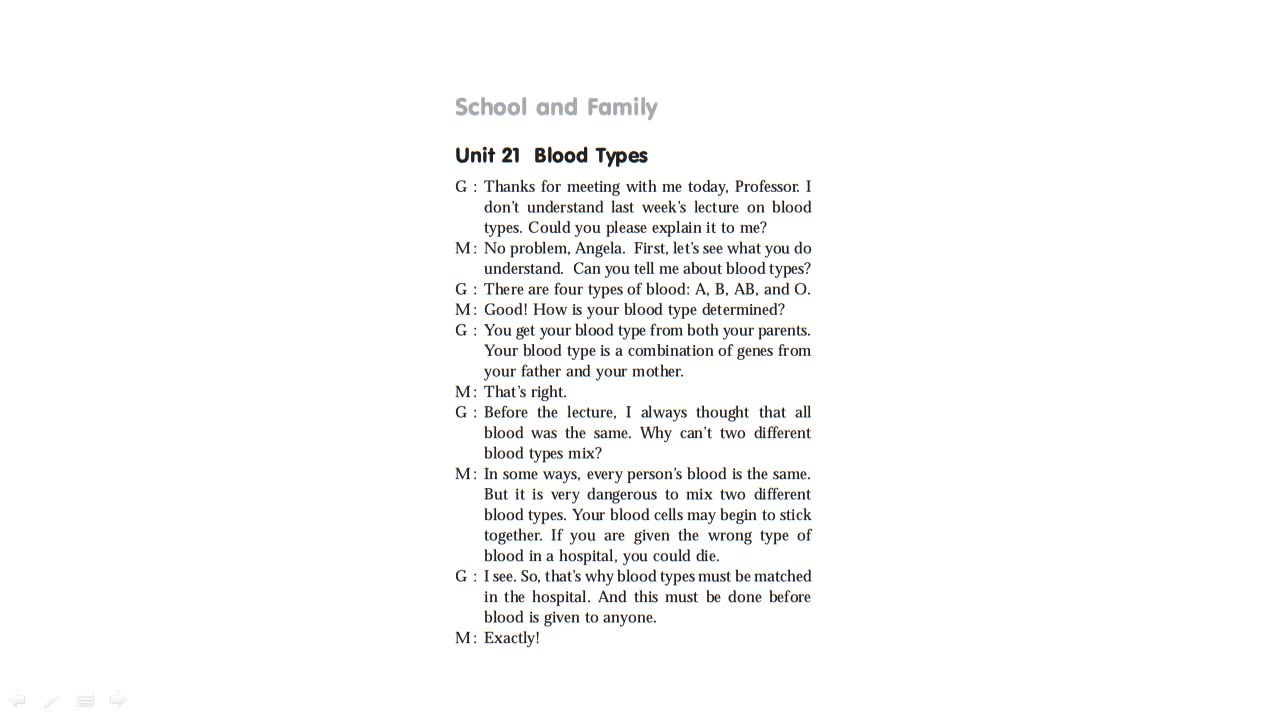 School and Family
Unit 21  Blood Types
G : Thanks for meeting with me today, Professor. I
don't understand last week's lecture on blood
types. Could you please explain it to me?
M : No problem, Angela.  First, let's see what you do
understand.  Can you tell me about blood types?
G : There are four types of blood: A, B, AB, and O.
M : Good! How is your blood type determined?
G : You get your blood type from both your parents.
Your blood type is a combination of genes from
your father and your mother.
M : That's right.
G : Before the lecture, I always thought that all
blood was the same. Why can't two different
blood types mix?
M : In some ways, every person's blood is the same.
But it is very dangerous to mix two different
blood types. Your blood cells may begin to stick
together. If you are given the wrong type of
blood in a hospital, you could die.
G : I see. So, that's why blood types must be matched
in the hospital. And this must be done before
blood is given to anyone.
M : Exactly!